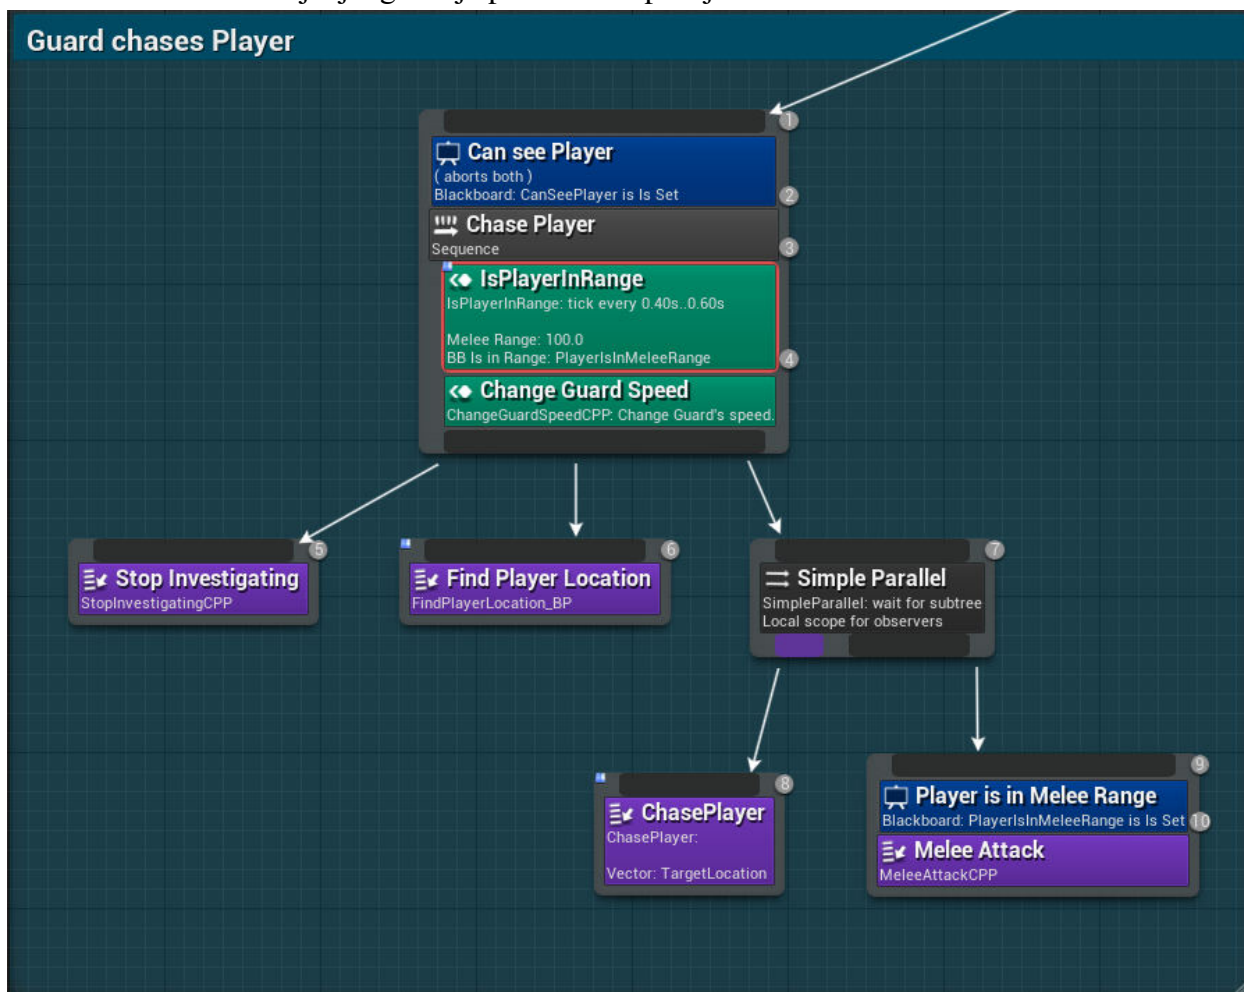 Guard chases Player
1
Can see Player
( aborts both )
Blackboard: CanSeePlayer is Is Set
2
Chase Player
Sequence
3
IsPlayerInRange
IsPlayerInRange: tick every 0.40s..0.60s
Melee Range: 100.0
BB Is in Range: PlayerIsInMeleeRange
4
Change Guard Speed
ChangeGuardSpeedCPP: Change Guard's speed.
5
Stop Investigating
StopInvestigatingCPP
6
Find Player Location
FindPlayerLocation_BP
7
Simple Parallel
SimpleParallel: wait for subtree
Local scope for observers
8
ChasePlayer
ChasePlayer:
Vector: TargetLocation
9
Player is in Melee Range
Blackboard: PlayerIsInMeleeRange is Is Set
10
Melee Attack
MeleeAttackCPP